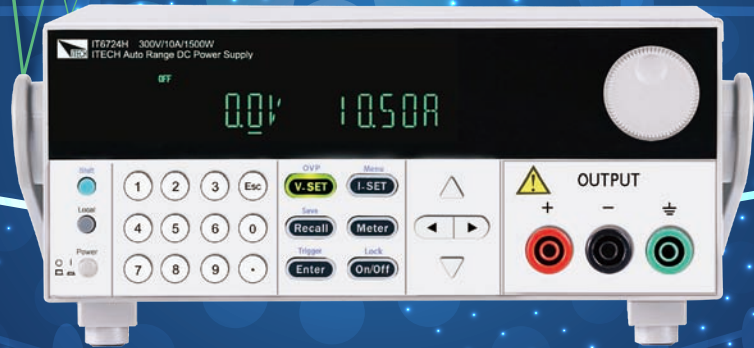 IT6724H 300V/10A/1500W
ITECH ITECH Auto Range DC Power Supply
OFF
0.0V 10.50A
Shift
1 2 3 Esc
OVP Menu
V-SET I-SET
OUTPUT
+ -
Local
4 5 6 0
Save
Recall Meter
Power
O I
7 8 9 .
Trigger Lock
Enter On/Off